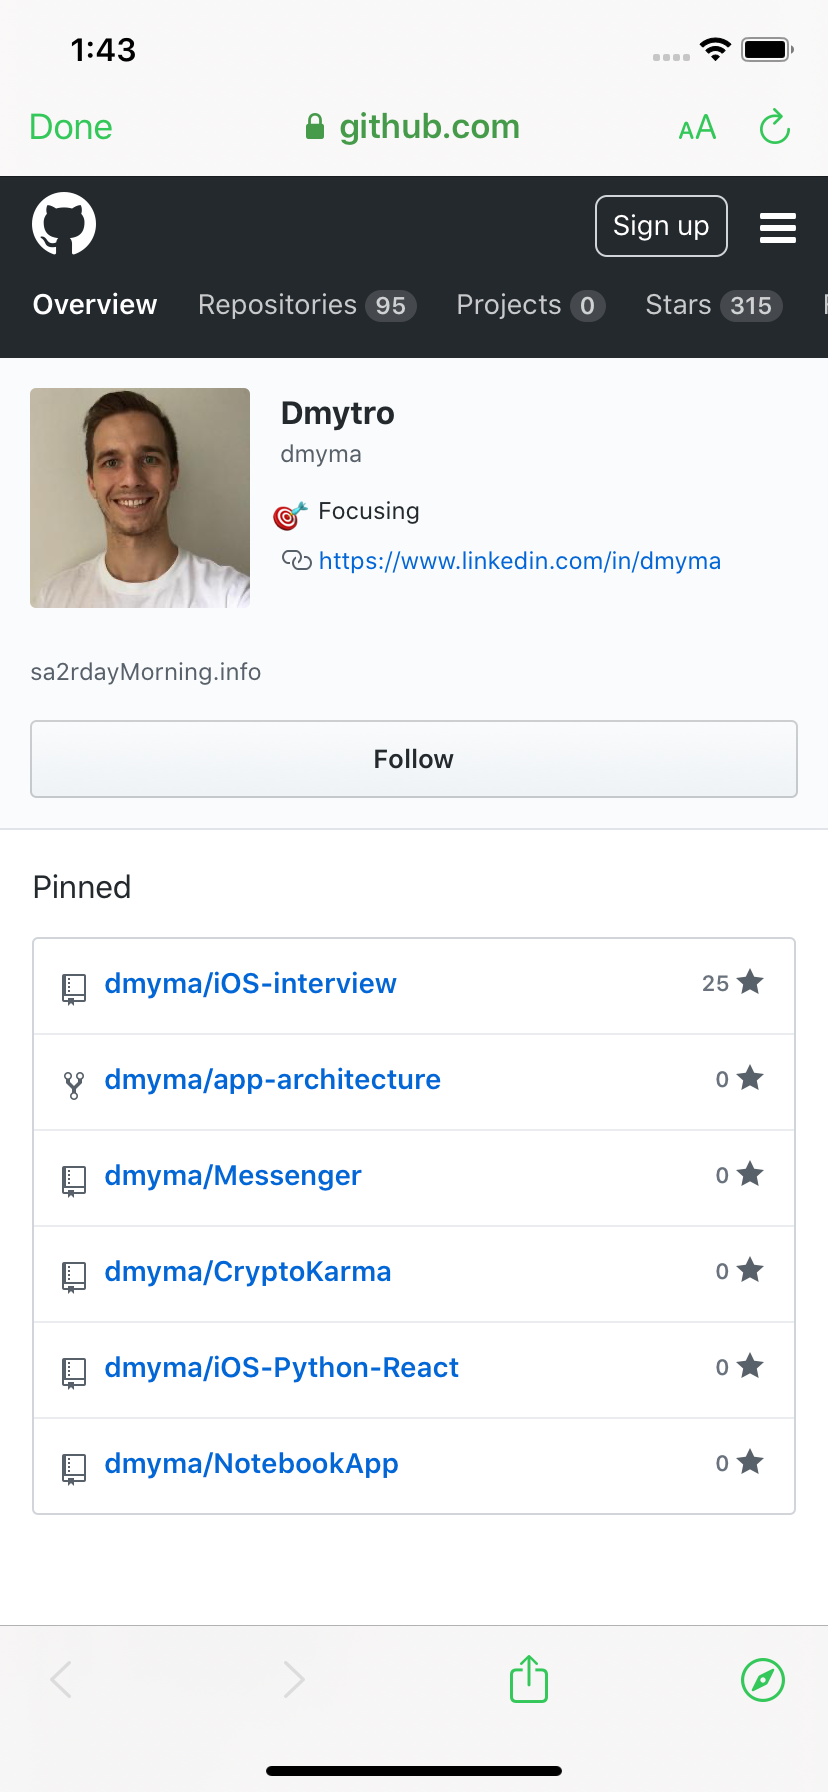 1:43
Done
github.com
AA
Sign up
Overview Repositories 95 Projects 0 Stars 315
Dmytro
dmyma
Focusing
https://www.linkedin.com/in/dmyma
sa2rdayMorning.info
Follow
Pinned
dmyma/iOS-interview 25
dmyma/app-architecture 0
dmyma/Messenger 0
dmyma/CryptoKarma 0
dmyma/iOS-Python-React 0
dmyma/NotebookApp 0